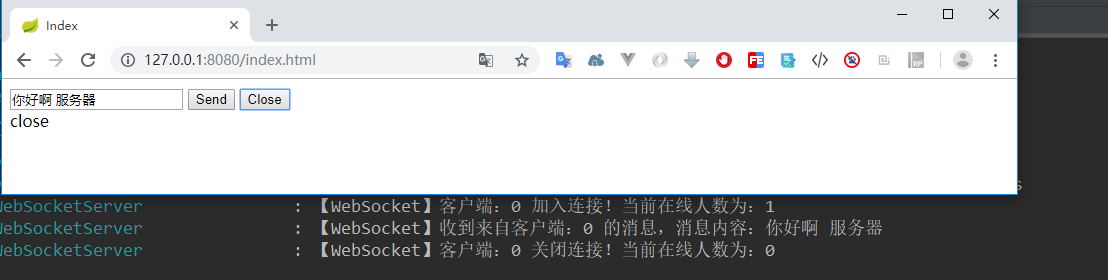 Index
127.0.0.1:8080/index.html
你好啊 服务器 Send Close
close
WebSocketServer : 【WebSocket】客户端：0 加入连接！当前在线人数为：1
WebSocketServer : 【WebSocket】收到来自客户端：0 的消息，消息内容：你好啊 服务器
WebSocketServer : 【WebSocket】客户端：0 关闭连接！当前在线人数为：0